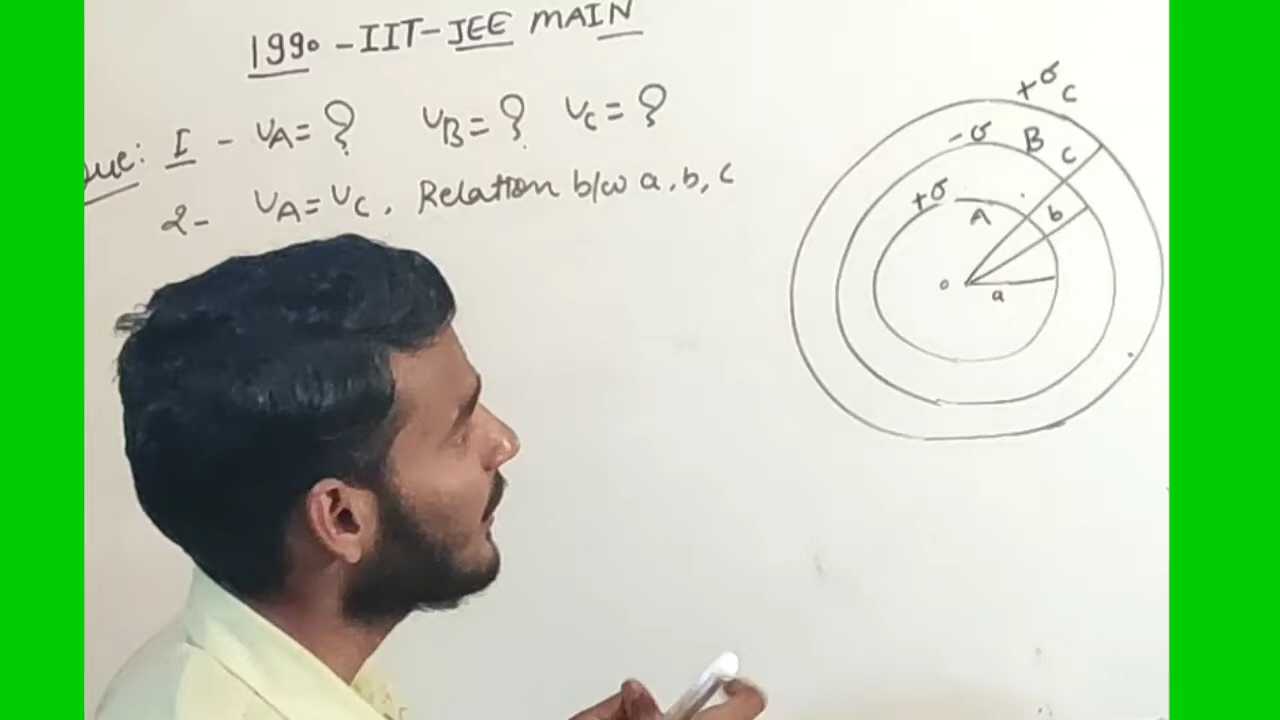 1990 - IIT-JEE MAIN
Que: I - VA = ? VB = ? VC = ?
2- VA = VC, Relation b/w a, b, c
+σ C
-σ B c
+σ A b
o a